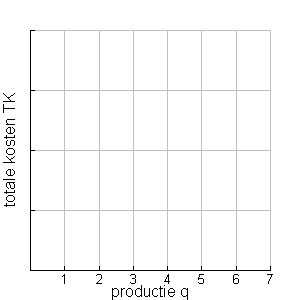 totale kosten TK
1 2 3 4 5 6 7
productie q